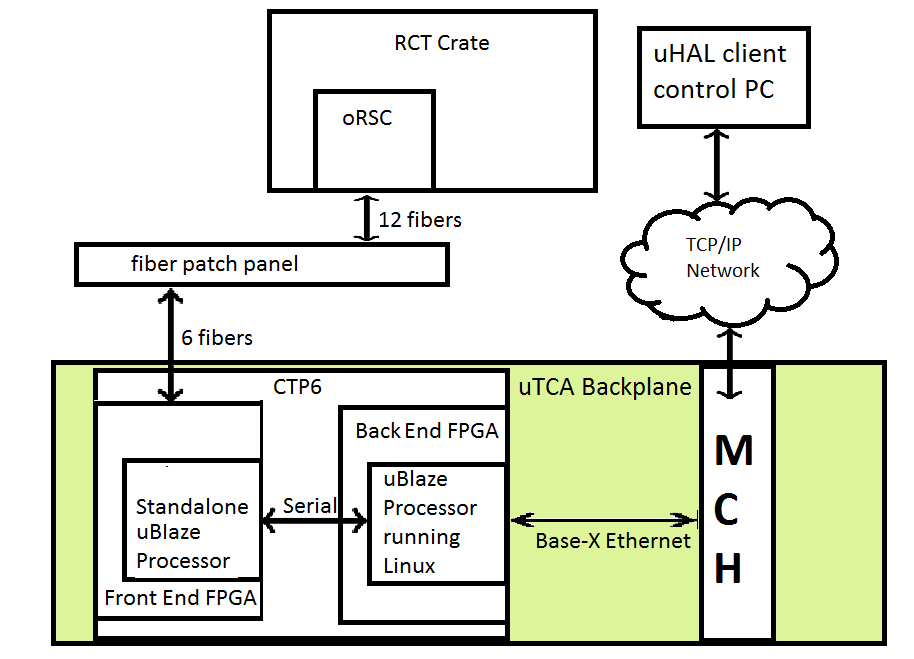 RCT Crate
oRSC
uHAL client
control PC
12 fibers
TCP/IP
Network
fiber patch panel
6 fibers
CTP6
uTCA Backplane
Back End FPGA
uBlaze
Processor
running
Linux
Serial
Standalone
uBlaze
Processor
Front End FPGA
Base-X Ethernet
M
C
H